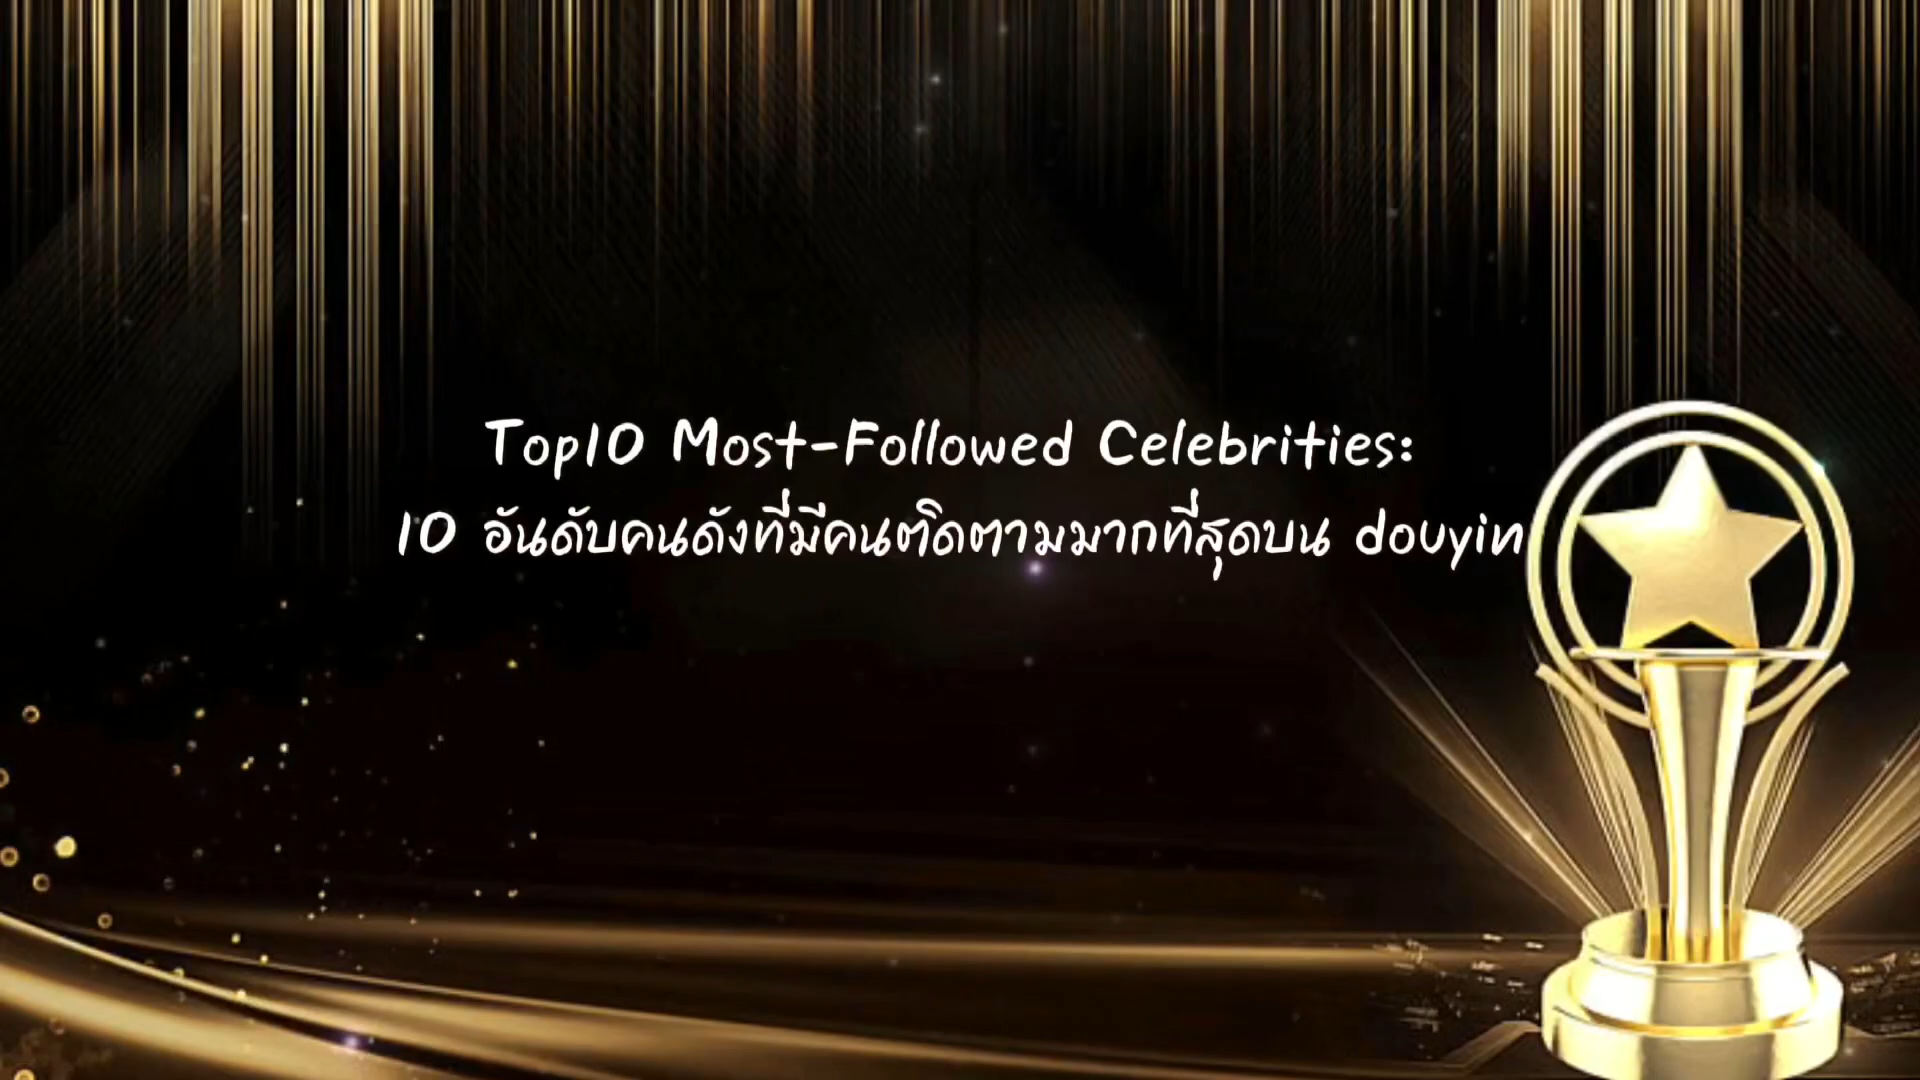 Top10 Most-Followed Celebrities:
10 อันดับคนดังที่มีคนติดตามมากที่สุดบน douyin